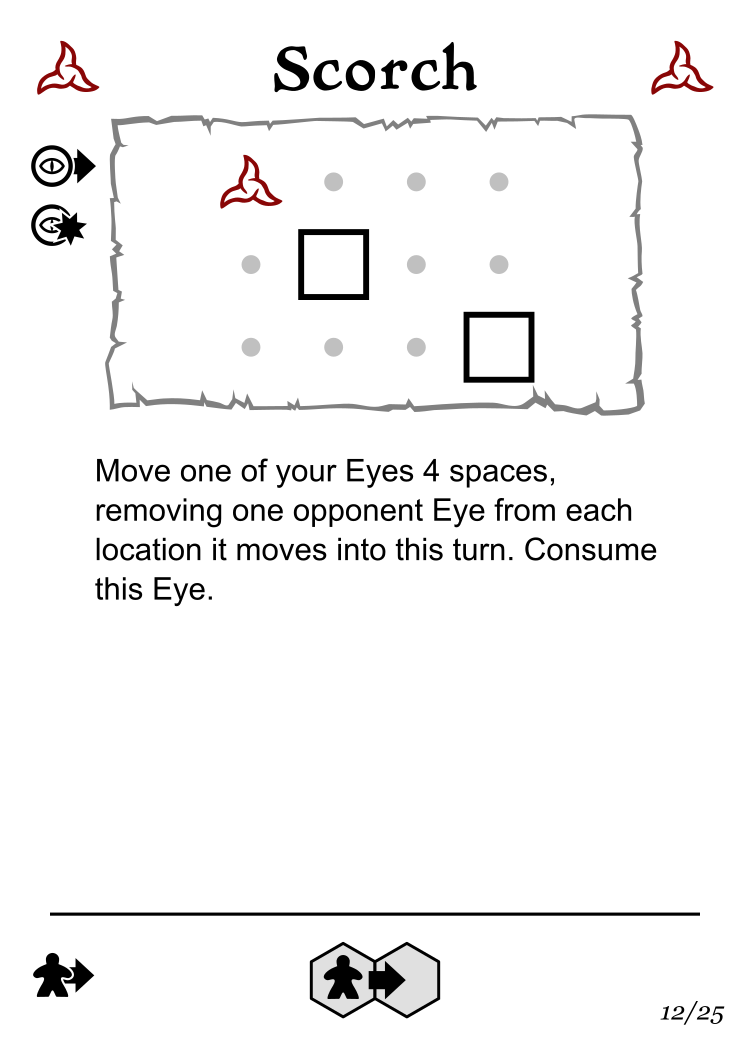 Scorch
Move one of your Eyes 4 spaces,
removing one opponent Eye from each
location it moves into this turn. Consume
this Eye.
12/25